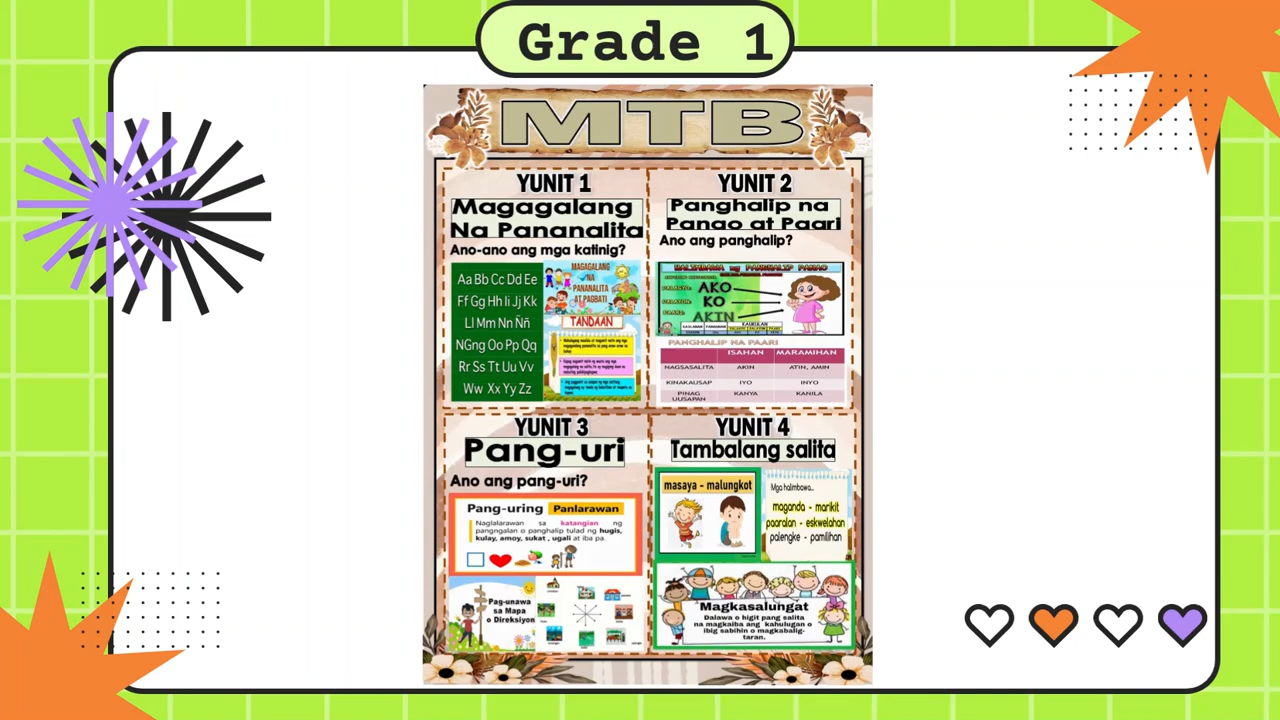 Grade 1
MTB
YUNIT 1
Magagalang
Na Pananalita
Ano-ano ang mga katinig?
Aa Bb Cc Dd Ee
Ff Gg Hh Ii Jj Kk
Ll Mm Nn Ññ
NGng Oo Pp Qq
Rr Ss Tt Uu Vv
Ww Xx Yy Zz
MAGAGALANG
NA
PANANALITA
AT PAGBATI
TANDAAN
YUNIT 2
Panghalip na
Panao at Paari
Ano ang panghalip?
HALIMBAWA ng PANGHALIP PANAO
AKO
KO
AKIN
KAUKULAN
PANGHALIP NA PAARI
ISAHAN MARAMIHAN
NAGSASALITA AKIN ATIN, AMIN
KINAKAUSAP IYO INYO
PINAG UUSAPAN KANYA KANILA
YUNIT 3
Pang-uri
Ano ang pang-uri?
Pang-uring Panlarawan
Naglalarawan sa katangian ng
pangngalan o panghalip tulad ng hugis,
kulay, amoy, sukat , ugali at iba pa.
Pag-unawa
sa Mapa
o Direksiyon
YUNIT 4
Tambalang salita
masaya - malungkot
Mga halimbawa..
maganda - marikit
paaralan - eskwelahan
palengke - pamilihan
Magkasalungat
Dalawa o higit pang salita
na magkaiba ang kahulugan o
ibig sabihin o magkabalig-
taran.